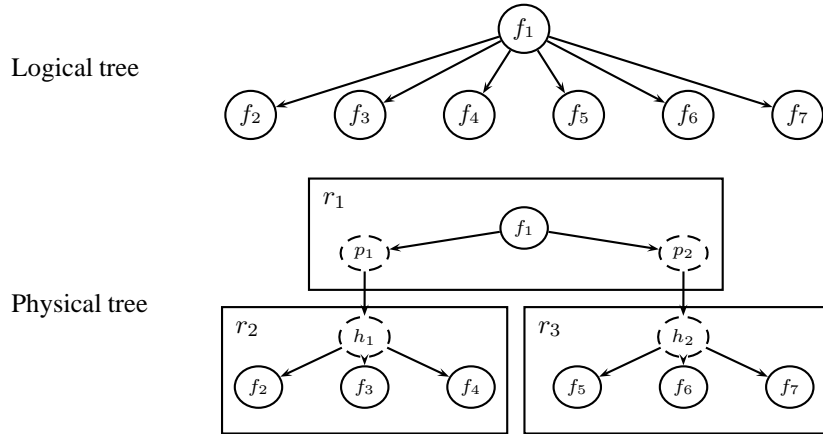 f₁
Logical tree
f₂ f₃ f₄ f₅ f₆ f₇
r₁
f₁
p₁ p₂
Physical tree
r₂ r₃
h₁ h₂
f₂ f₃ f₄ f₅ f₆ f₇